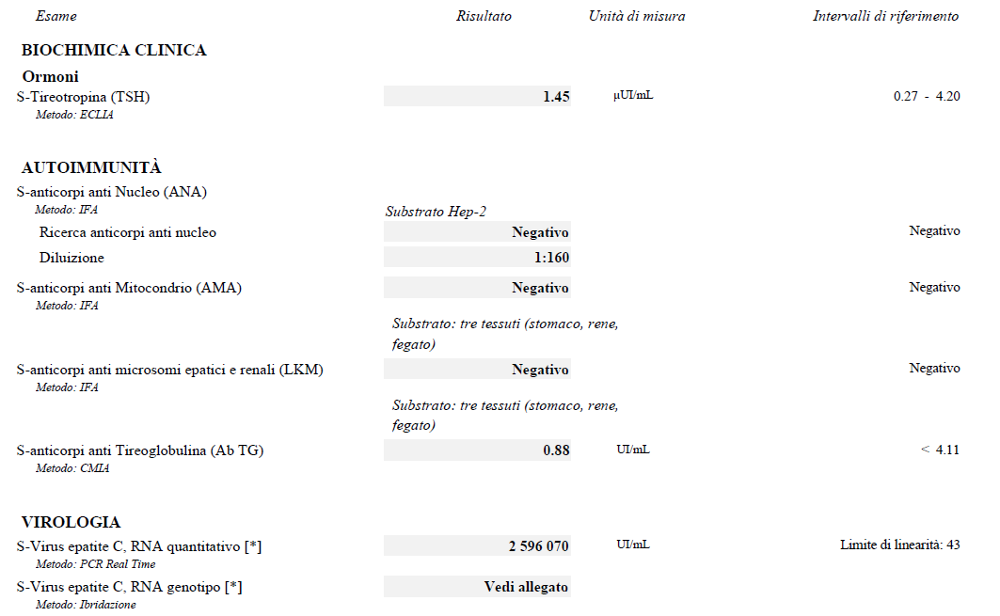 Esame Risultato Unità di misura Intervalli di riferimento
BIOCHIMICA CLINICA
Ormoni
S-Tireotropina (TSH) 1.45 µUI/mL 0.27 - 4.20
Metodo: ECLIA
AUTOIMMUNITÀ
S-anticorpi anti Nucleo (ANA)
Metodo: IFA Substrato Hep-2
Ricerca anticorpi anti nucleo Negativo Negativo
Diluizione 1:160
S-anticorpi anti Mitocondrio (AMA) Negativo Negativo
Metodo: IFA
Substrato: tre tessuti (stomaco, rene,
fegato)
S-anticorpi anti microsomi epatici e renali (LKM) Negativo Negativo
Metodo: IFA
Substrato: tre tessuti (stomaco, rene,
fegato)
S-anticorpi anti Tireoglobulina (Ab TG) 0.88 UI/mL < 4.11
Metodo: CMIA
VIROLOGIA
S-Virus epatite C, RNA quantitativo [*] 2 596 070 UI/mL Limite di linearità: 43
Metodo: PCR Real Time
S-Virus epatite C, RNA genotipo [*] Vedi allegato
Metodo: Ibridazione